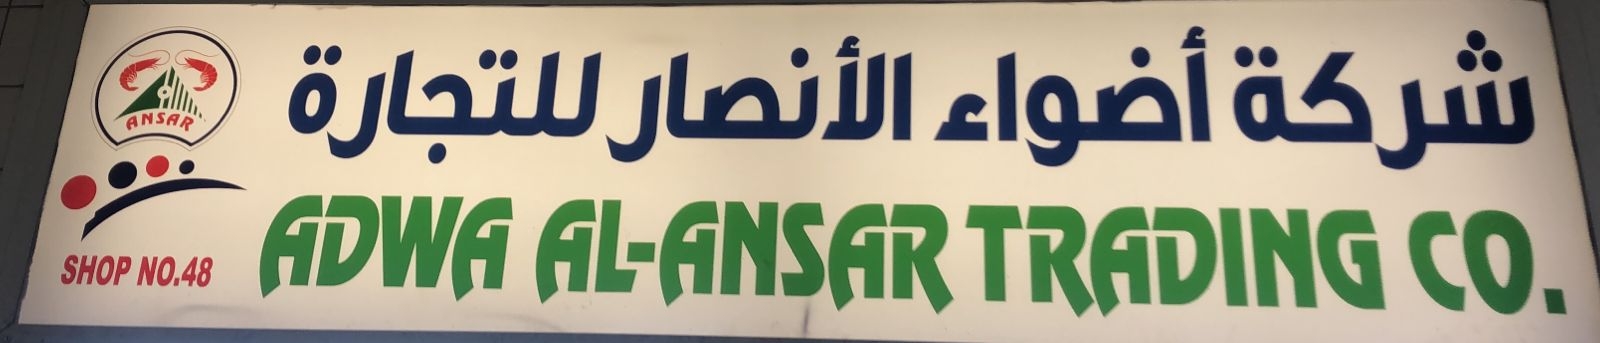 شركة أضواء الأنصار للتجارة
ADWA AL-ANSAR TRADING CO.
ANSAR
SHOP NO.48